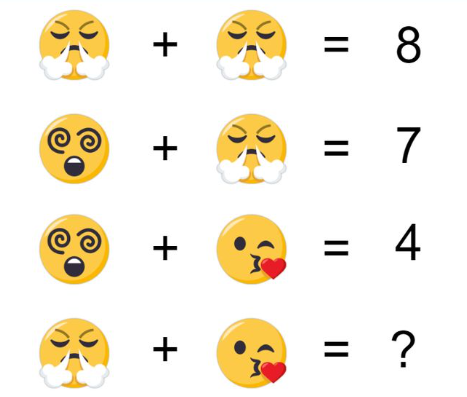 😤 + 😤 = 8
😵‍💫 + 😤 = 7
😵‍💫 + 😘 = 4
😤 + 😘 = ?